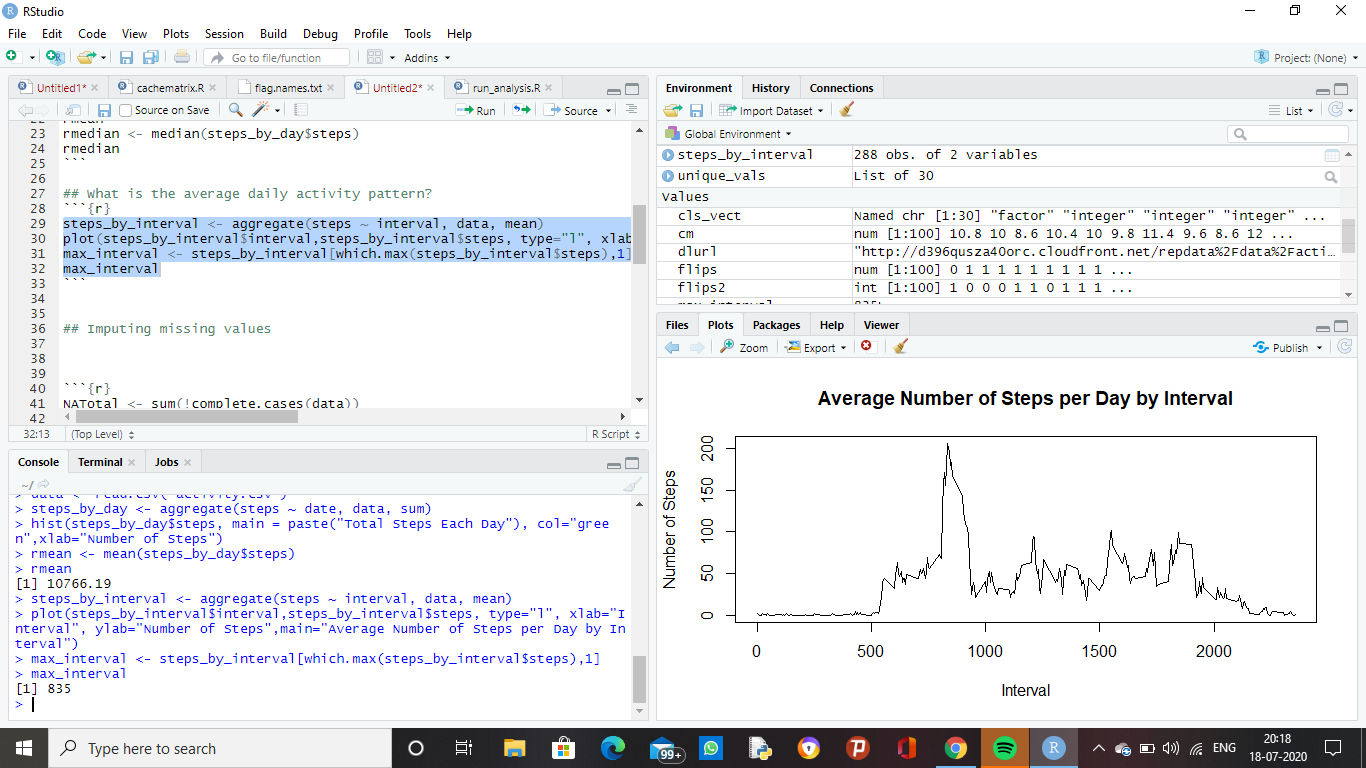 RStudio
File Edit Code View Plots Session Build Debug Profile Tools Help
Go to file/function Addins Project: (None)
Untitled1* cachematrix.R flag.names.txt Untitled2* run_analysis.R
Source on Save Run Source
23 rmedian <- median(steps_by_day$steps)
24 rmedian
25 ```
26
27 ## What is the average daily activity pattern?
28 ```{r}
29 steps_by_interval <- aggregate(steps ~ interval, data, mean)
30 plot(steps_by_interval$interval,steps_by_interval$steps, type="l", xlab
31 max_interval <- steps_by_interval[which.max(steps_by_interval$steps),1]
32 max_interval
33 ```
34
35
36 ## Imputing missing values
37
38
39
40 ```{r}
41 NATotal <- sum(!complete.cases(data))
42
32:13 (Top Level) R Script
Console Terminal Jobs
~/
> data <- read.csv("activity.csv")
> steps_by_day <- aggregate(steps ~ date, data, sum)
> hist(steps_by_day$steps, main = paste("Total Steps Each Day"), col="gree
n",xlab="Number of Steps")
> rmean <- mean(steps_by_day$steps)
> rmean
[1] 10766.19
> steps_by_interval <- aggregate(steps ~ interval, data, mean)
> plot(steps_by_interval$interval,steps_by_interval$steps, type="l", xlab="I
nterval", ylab="Number of Steps",main="Average Number of Steps per Day by In
terval")
> max_interval <- steps_by_interval[which.max(steps_by_interval$steps),1]
> max_interval
[1] 835
>
Environment History Connections
Import Dataset List
Global Environment
steps_by_interval 288 obs. of 2 variables
unique_vals List of 30
Values
cls_vect Named chr [1:30] "factor" "integer" "integer" "integer" ...
cm num [1:100] 10.8 10 8.6 10.4 10 9.8 11.4 9.6 8.6 12 ...
dlurl "http://d396qusza40orc.cloudfront.net/repdata%2Fdata%2Facti...
flips num [1:100] 0 1 1 1 1 1 1 1 1 1 ...
flips2 int [1:100] 1 0 0 0 1 1 0 1 1 1 ...
max_interval 835L
Files Plots Packages Help Viewer
Zoom Export Publish
Average Number of Steps per Day by Interval
Number of Steps
200
150
100
50
0
0 500 1000 1500 2000
Interval
Type here to search
99+
ENG
20:18
18-07-2020